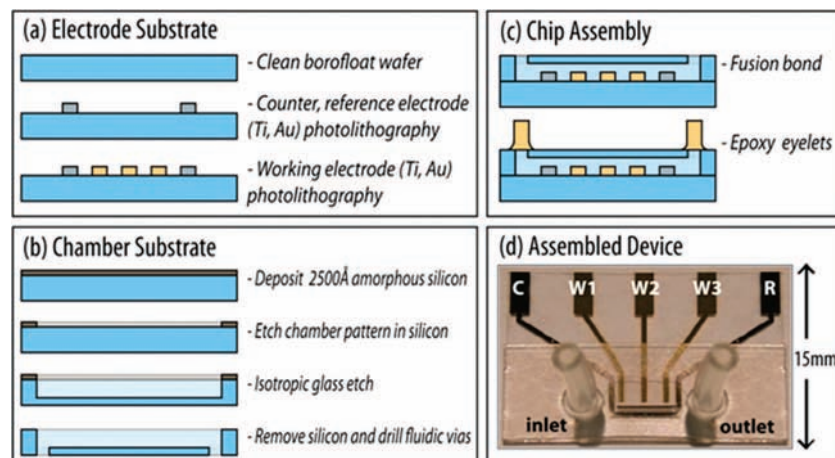 (a) Electrode Substrate
- Clean borofloat wafer
- Counter, reference electrode
(Ti, Au) photolithography
- Working electrode (Ti, Au)
photolithography
(b) Chamber Substrate
- Deposit 2500Å amorphous silicon
- Etch chamber pattern in silicon
- Isotropic glass etch
- Remove silicon and drill fluidic vias
(c) Chip Assembly
- Fusion bond
- Epoxy eyelets
(d) Assembled Device
C W1 W2 W3 R
15mm
inlet outlet